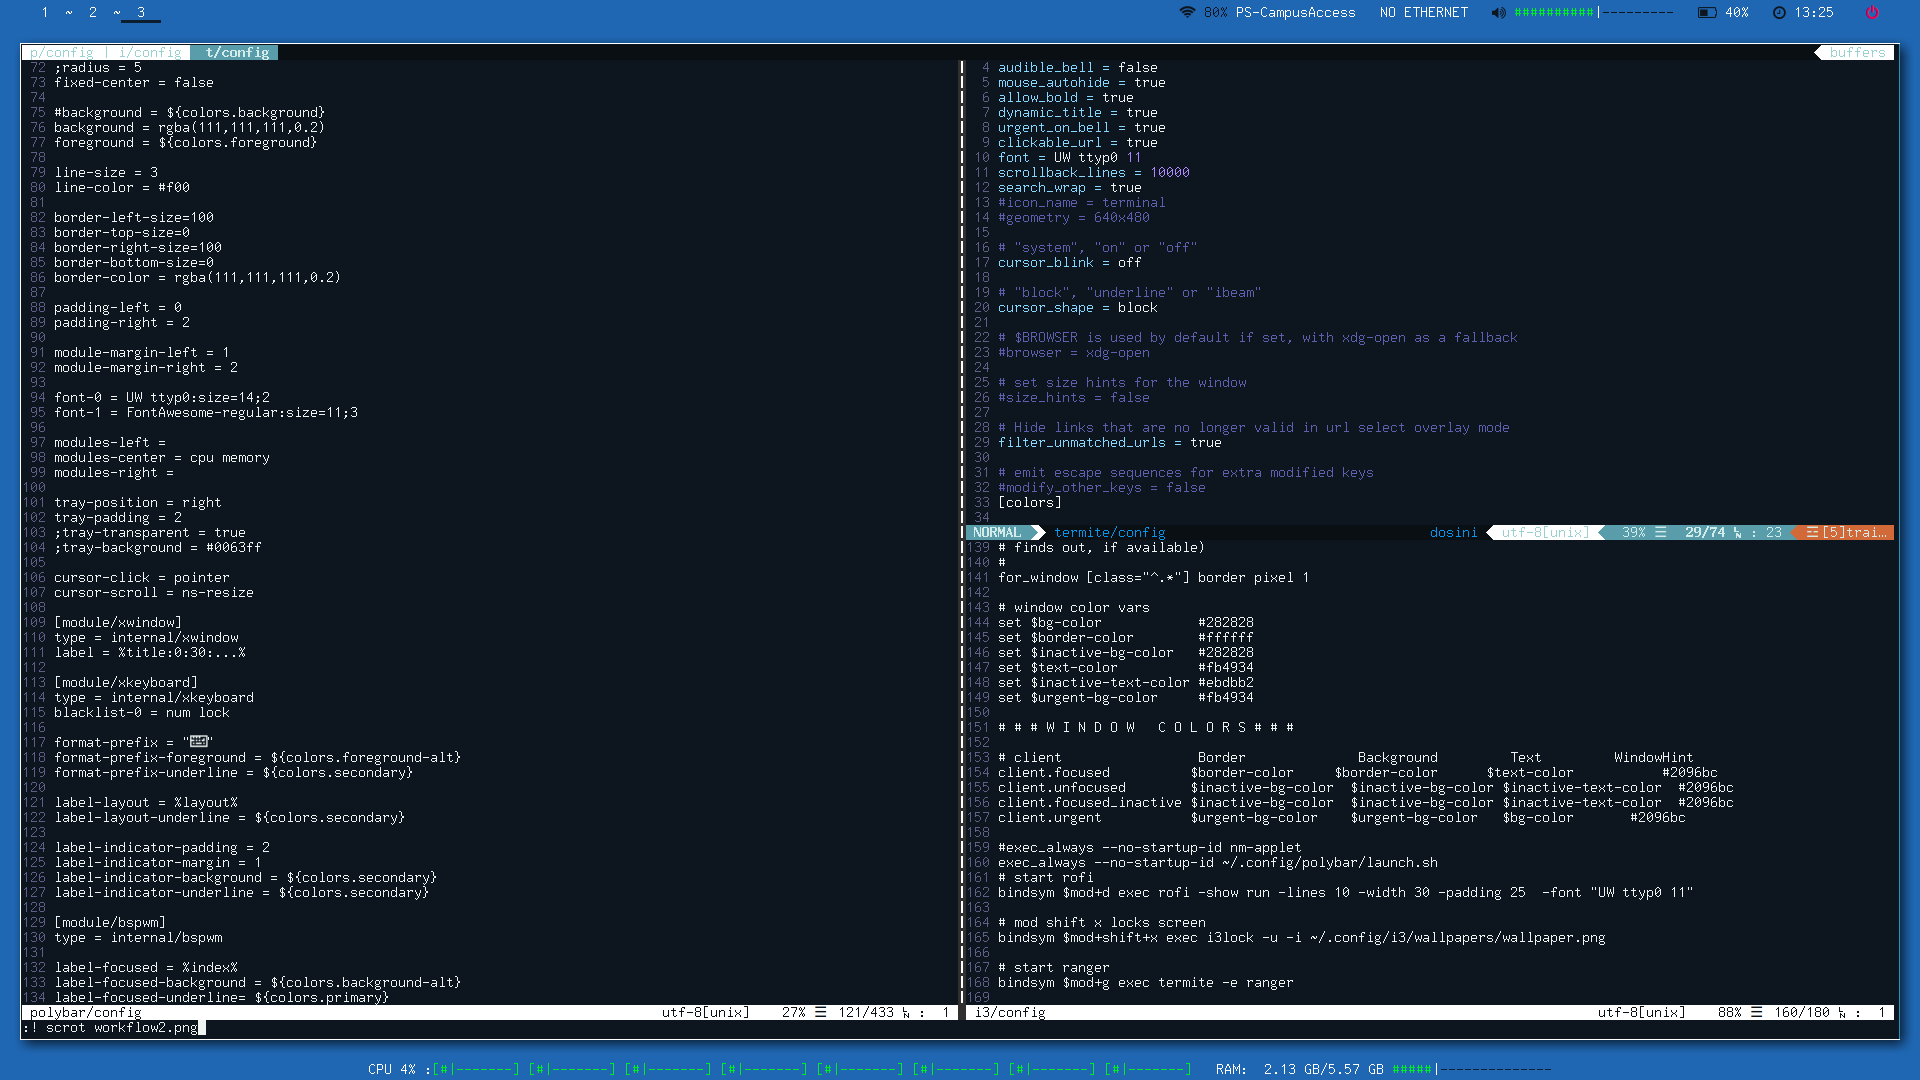 1 ~ 2 ~ 3
80% PS-CampusAccess NO ETHERNET ##########|--------- 40% 13:25
p/config | i/config t/config buffers
72 ;radius = 5
73 fixed-center = false
74
75 #background = ${colors.background}
76 background = rgba(111,111,111,0.2)
77 foreground = ${colors.foreground}
78
79 line-size = 3
80 line-color = #f00
81
82 border-left-size=100
83 border-top-size=0
84 border-right-size=100
85 border-bottom-size=0
86 border-color = rgba(111,111,111,0.2)
87
88 padding-left = 0
89 padding-right = 2
90
91 module-margin-left = 1
92 module-margin-right = 2
93
94 font-0 = UW ttyp0:size=14;2
95 font-1 = FontAwesome-regular:size=11;3
96
97 modules-left =
98 modules-center = cpu memory
99 modules-right =
100
101 tray-position = right
102 tray-padding = 2
103 ;tray-transparent = true
104 ;tray-background = #0063ff
105
106 cursor-click = pointer
107 cursor-scroll = ns-resize
108
109 [module/xwindow]
110 type = internal/xwindow
111 label = %title:0:30:...%
112
113 [module/xkeyboard]
114 type = internal/xkeyboard
115 blacklist-0 = num lock
116
117 format-prefix = "⌨"
118 format-prefix-foreground = ${colors.foreground-alt}
119 format-prefix-underline = ${colors.secondary}
120
121 label-layout = %layout%
122 label-layout-underline = ${colors.secondary}
123
124 label-indicator-padding = 2
125 label-indicator-margin = 1
126 label-indicator-background = ${colors.secondary}
127 label-indicator-underline = ${colors.secondary}
128
129 [module/bspwm]
130 type = internal/bspwm
131
132 label-focused = %index%
133 label-focused-background = ${colors.background-alt}
134 label-focused-underline= ${colors.primary}
polybar/config utf-8[unix] 27% ☰ 121/433 ㏑ : 1
:! scrot workflow2.png
4 audible_bell = false
5 mouse_autohide = true
6 allow_bold = true
7 dynamic_title = true
8 urgent_on_bell = true
9 clickable_url = true
10 font = UW ttyp0 11
11 scrollback_lines = 10000
12 search_wrap = true
13 #icon_name = terminal
14 #geometry = 640x480
15
16 # "system", "on" or "off"
17 cursor_blink = off
18
19 # "block", "underline" or "ibeam"
20 cursor_shape = block
21
22 # $BROWSER is used by default if set, with xdg-open as a fallback
23 #browser = xdg-open
24
25 # set size hints for the window
26 #size_hints = false
27
28 # Hide links that are no longer valid in url select overlay mode
29 filter_unmatched_urls = true
30
31 # emit escape sequences for extra modified keys
32 #modify_other_keys = false
33 [colors]
34
NORMAL termite/config dosini utf-8[unix] 39% ☰ 29/74 ㏑ : 23 ☲ [5]trai…
139 # finds out, if available)
140 #
141 for_window [class="^.*"] border pixel 1
142
143 # window color vars
144 set $bg-color #282828
145 set $border-color #ffffff
146 set $inactive-bg-color #282828
147 set $text-color #fb4934
148 set $inactive-text-color #ebdbb2
149 set $urgent-bg-color #fb4934
150
151 # # # W I N D O W C O L O R S # # #
152
153 # client Border Background Text WindowHint
154 client.focused $border-color $border-color $text-color #2096bc
155 client.unfocused $inactive-bg-color $inactive-bg-color $inactive-text-color #2096bc
156 client.focused_inactive $inactive-bg-color $inactive-bg-color $inactive-text-color #2096bc
157 client.urgent $urgent-bg-color $urgent-bg-color $bg-color #2096bc
158
159 #exec_always --no-startup-id nm-applet
160 exec_always --no-startup-id ~/.config/polybar/launch.sh
161 # start rofi
162 bindsym $mod+d exec rofi -show run -lines 10 -width 30 -padding 25 -font "UW ttyp0 11"
163
164 # mod shift x locks screen
165 bindsym $mod+shift+x exec i3lock -u -i ~/.config/i3/wallpapers/wallpaper.png
166
167 # start ranger
168 bindsym $mod+g exec termite -e ranger
169
i3/config utf-8[unix] 88% ☰ 160/180 ㏑ : 1
CPU 4% :[#|-------] [#|-------] [#|-------] [#|-------] [#|-------] [#|-------] [#|-------] [#|-------] RAM: 2.13 GB/5.57 GB #####|--------------